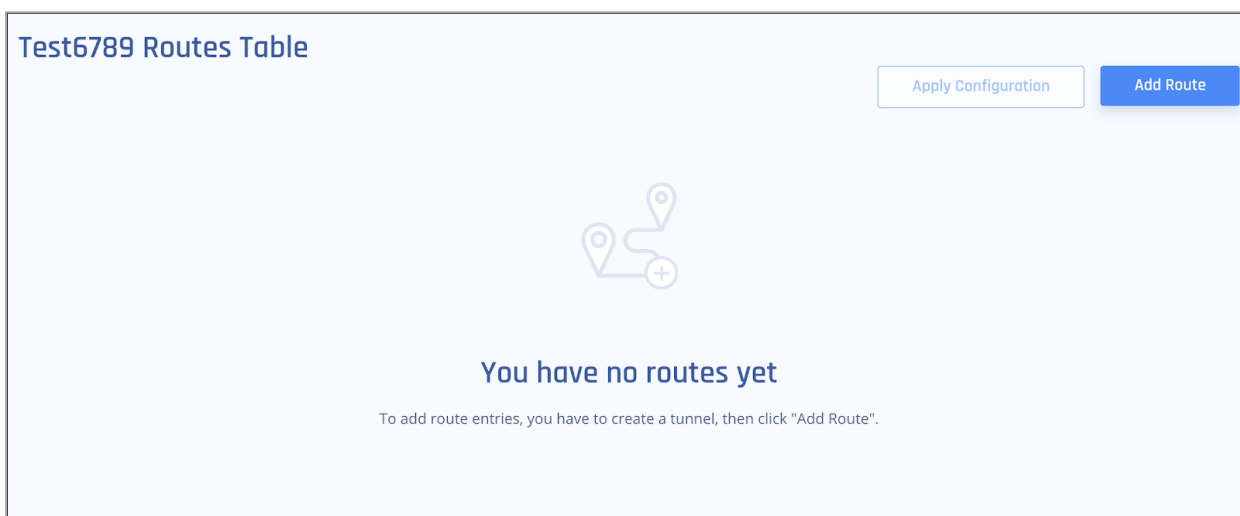 Test6789 Routes Table
Apply Configuration
Add Route
You have no routes yet
To add route entries, you have to create a tunnel, then click "Add Route".